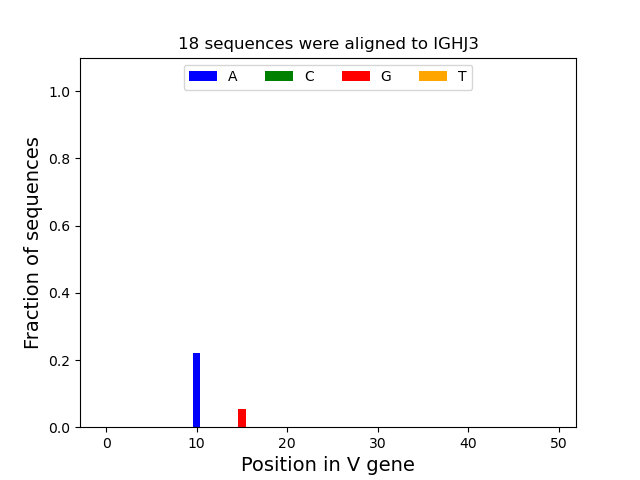 18 sequences were aligned to IGHJ3
A C G T
1.0
0.8
0.6
0.4
0.2
0.0
Fraction of sequences
0 10 20 30 40 50
Position in V gene